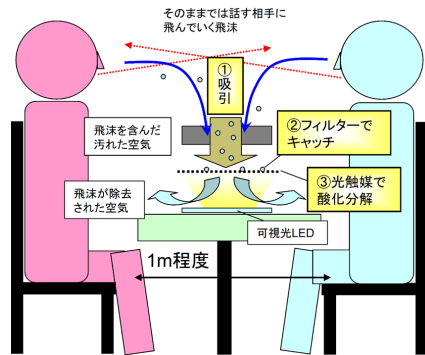 そのままでは話す相手に
飛んでいく飛沫
①
吸引
飛沫を含んだ
汚れた空気
②フィルターで
キャッチ
③光触媒で
酸化分解
飛沫が除去
された空気
可視光LED
1m程度